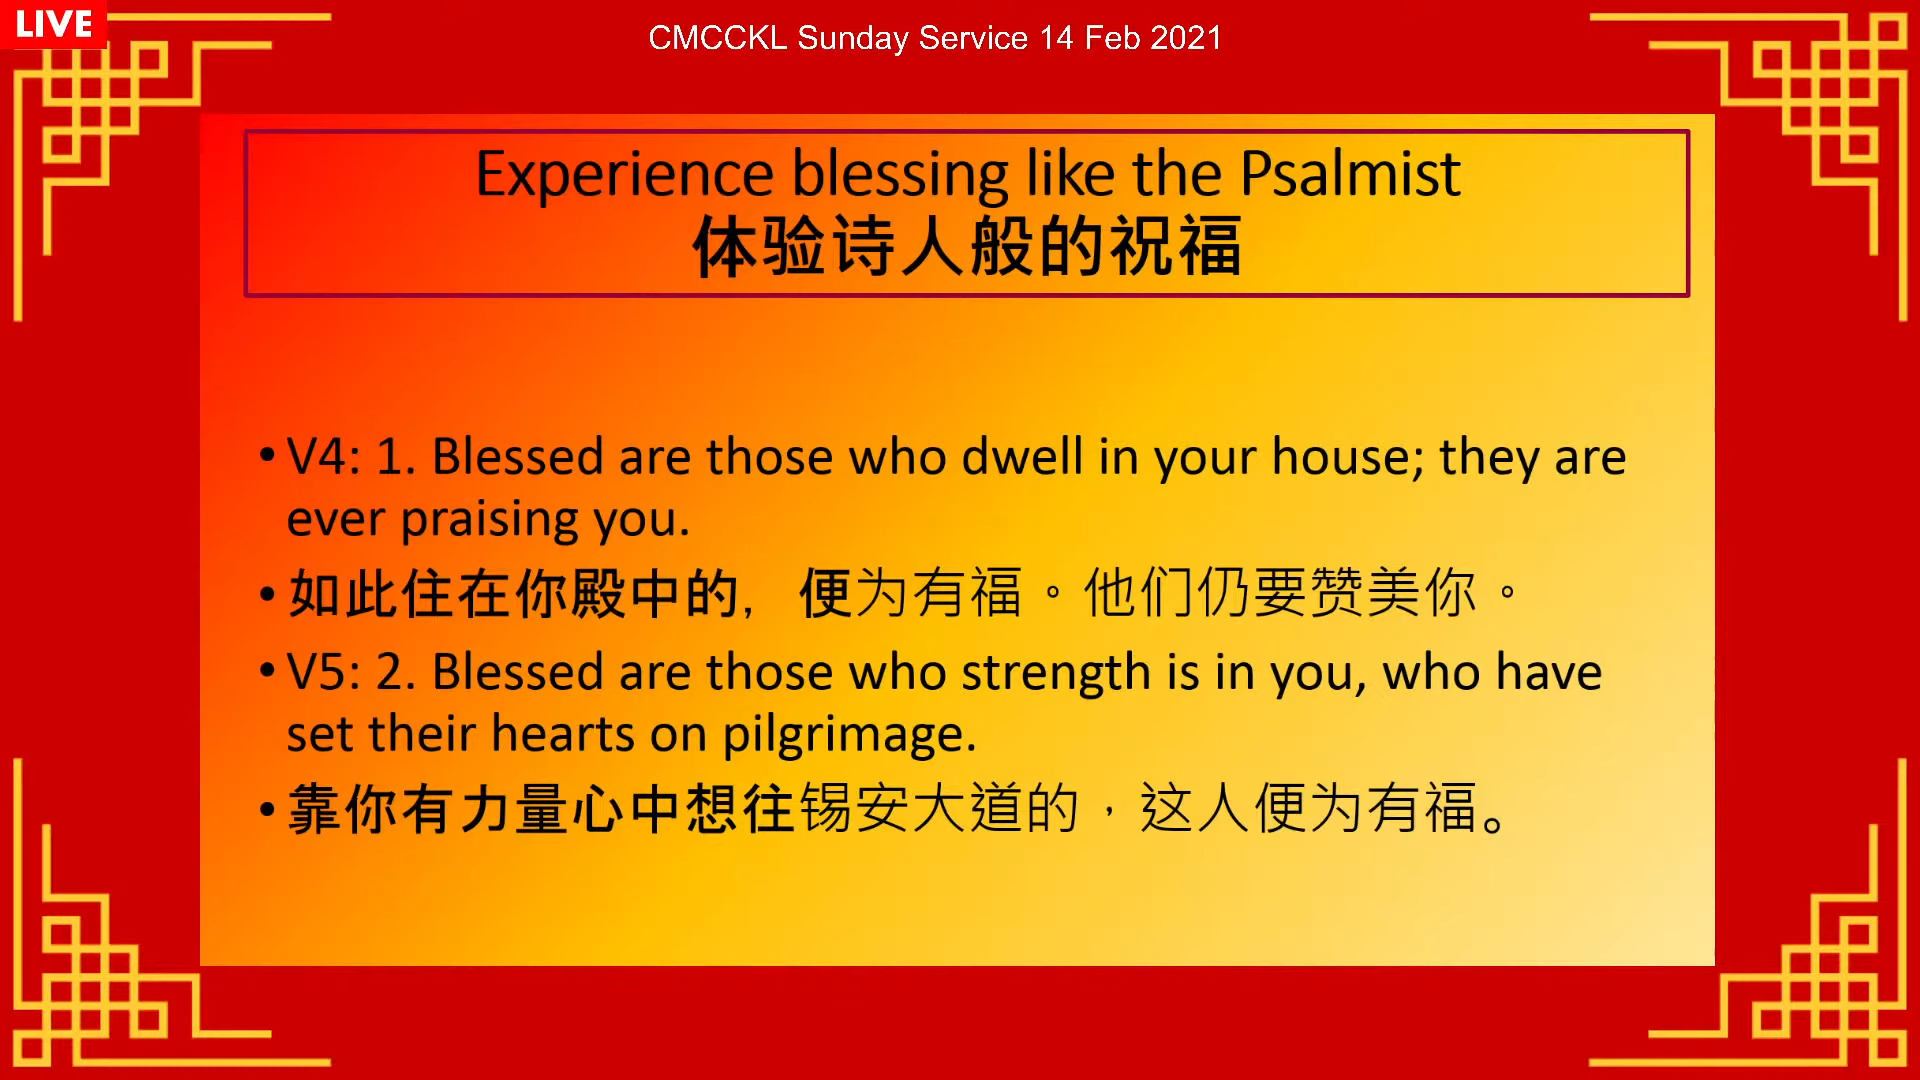 LIVE
CMCCKL Sunday Service 14 Feb 2021
Experience blessing like the Psalmist
体验诗人般的祝福
• V4: 1. Blessed are those who dwell in your house; they are
ever praising you.
• 如此住在你殿中的, 便为有福。他们仍要赞美你。
• V5: 2. Blessed are those who strength is in you, who have
set their hearts on pilgrimage.
• 靠你有力量心中想往锡安大道的，这人便为有福。